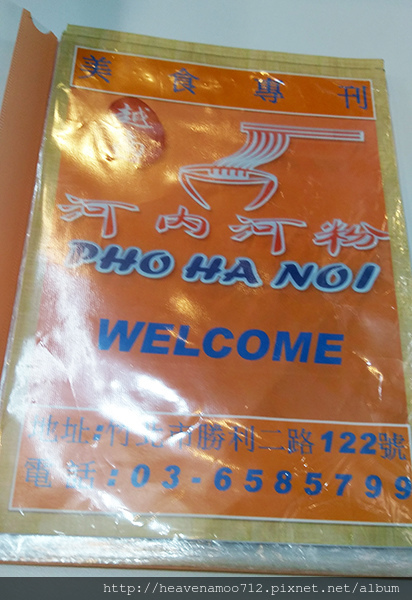 美食專刊
越
河內河粉
PHO HA NOI
WELCOME
地址:竹北市勝利二路122號
電話:03-6585799
http://heavenamoo712.pixnet.net/album